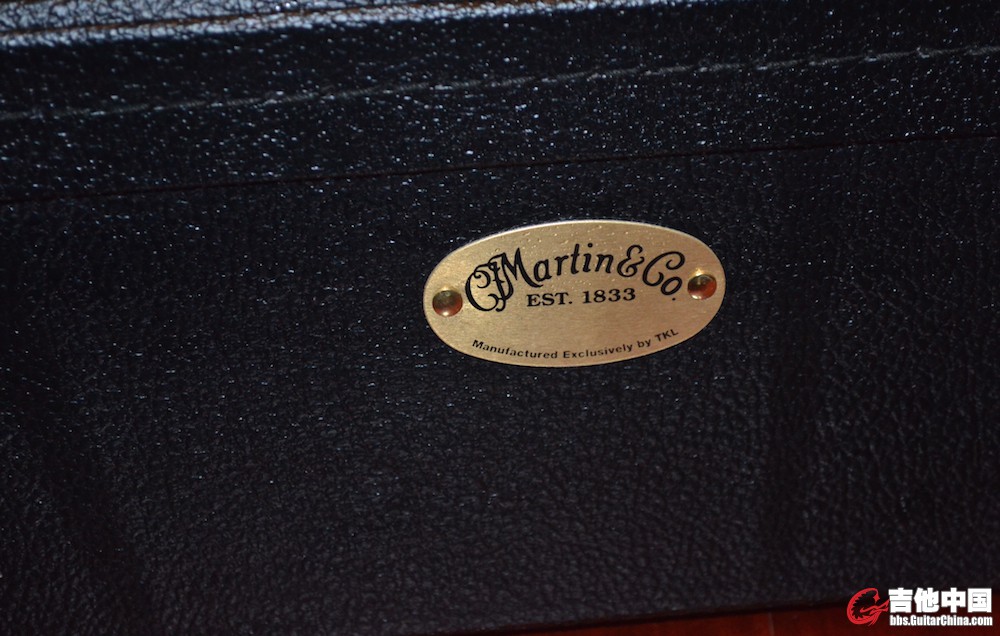 CFMartin & Co.
EST. 1833
Manufactured Exclusively by TKL
吉他中国
bbs.GuitarChina.com